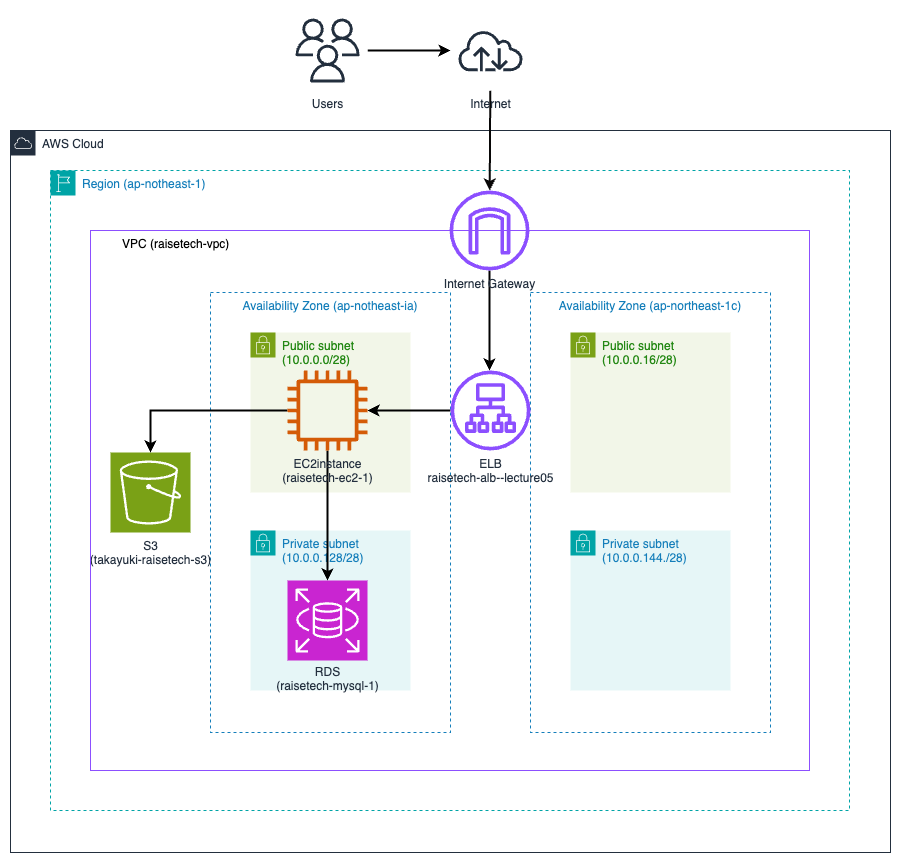 Users
Internet
AWS Cloud
Region (ap-notheast-1)
VPC (raisetech-vpc)
Internet Gateway
Availability Zone (ap-notheast-ia)
Availability Zone (ap-northeast-1c)
Public subnet
(10.0.0.0/28)
Public subnet
(10.0.0.16/28)
EC2instance
(raisetech-ec2-1)
ELB
raisetech-alb--lecture05
S3
(takayuki-raisetech-s3)
Private subnet
(10.0.0.128/28)
Private subnet
(10.0.0.144./28)
RDS
(raisetech-mysql-1)